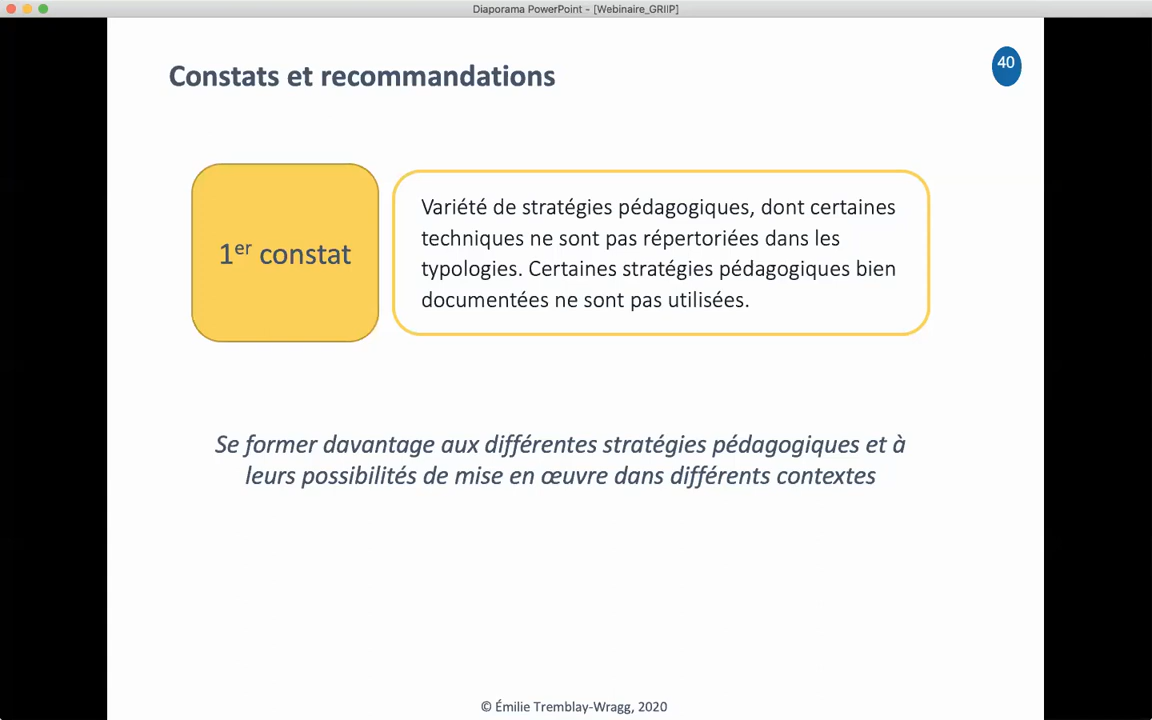 Diaporama PowerPoint - [Webinaire_GRIIP]
Constats et recommandations
40
1er constat
Variété de stratégies pédagogiques, dont certaines
techniques ne sont pas répertoriées dans les
typologies. Certaines stratégies pédagogiques bien
documentées ne sont pas utilisées.
Se former davantage aux différentes stratégies pédagogiques et à
leurs possibilités de mise en œuvre dans différents contextes
© Émilie Tremblay-Wragg, 2020